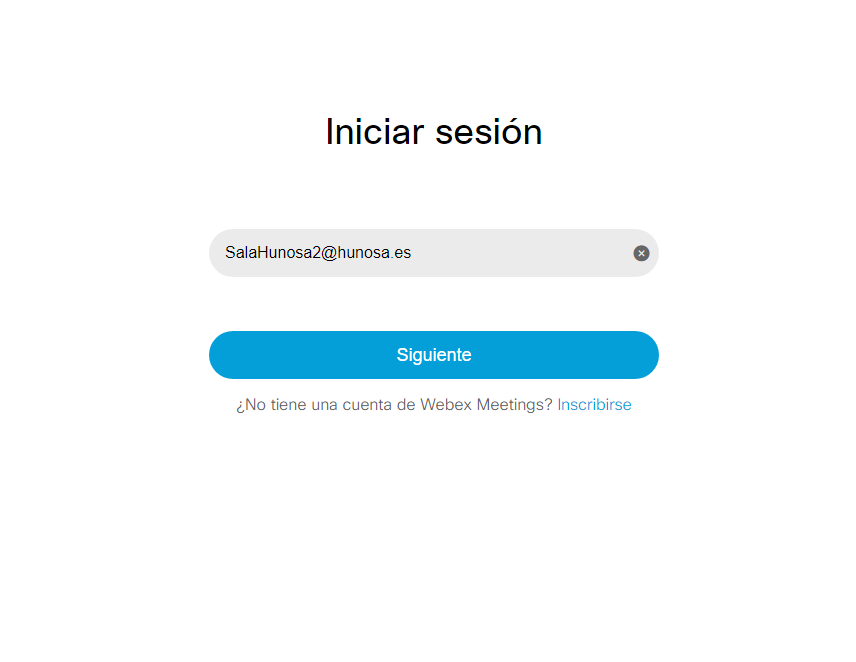 Iniciar sesión
SalaHunosa2@hunosa.es
Siguiente
¿No tiene una cuenta de Webex Meetings? Inscribirse